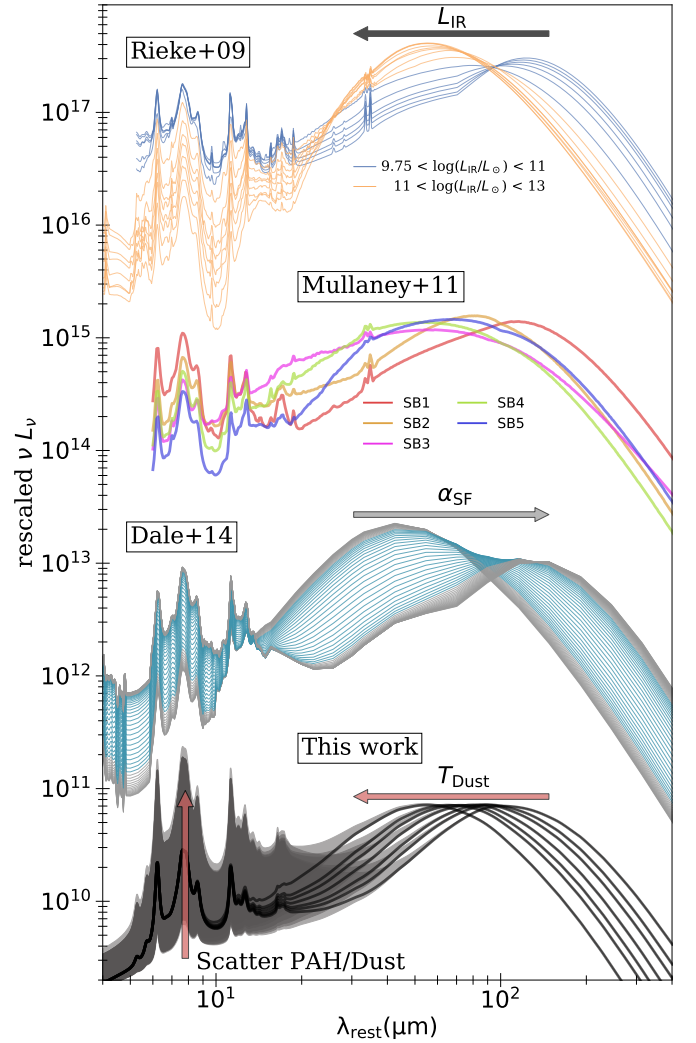 L_IR
Rieke+09
10^17
9.75 < log(L_IR/L_⊙) < 11
11 < log(L_IR/L_⊙) < 13
10^16
Mullaney+11
10^15
SB1
SB4
SB2
SB5
SB3
10^14
rescaled ν L_ν
α_SF
Dale+14
10^13
10^12
This work
10^11
T_Dust
10^10
Scatter PAH/Dust
10^1
10^2
λ_rest(μm)